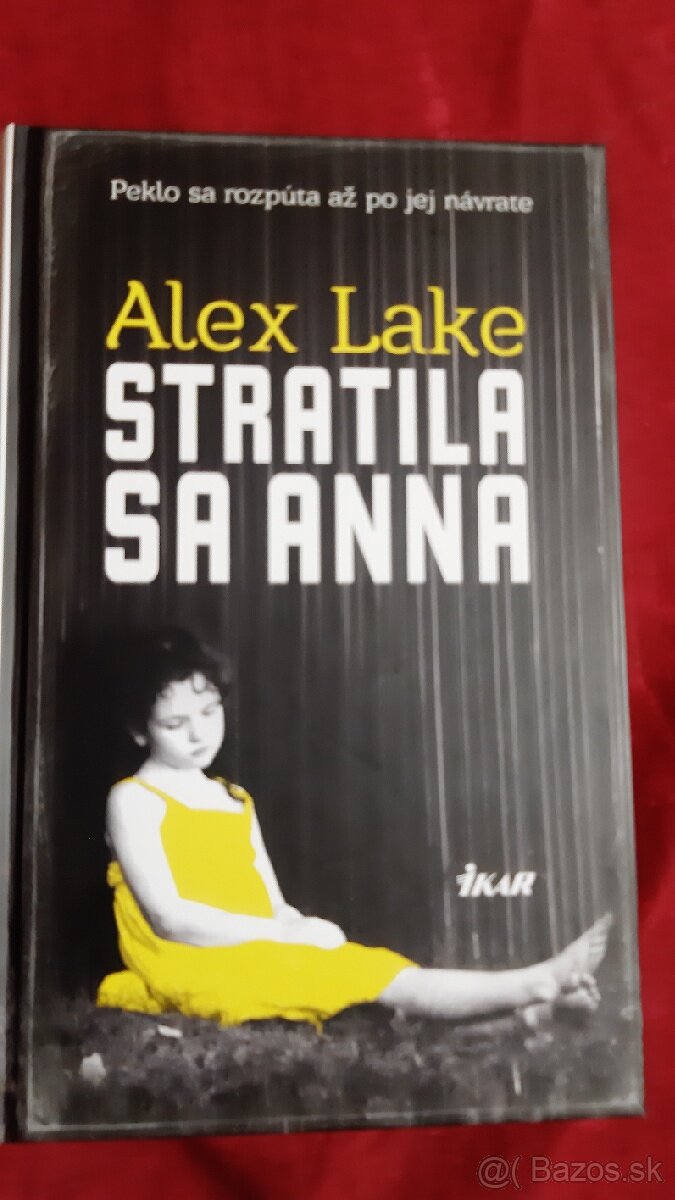 Peklo sa rozpúta až po jej návrate
Alex Lake
STRATILA
SA ANNA
iKAR
@( Bazos.sk